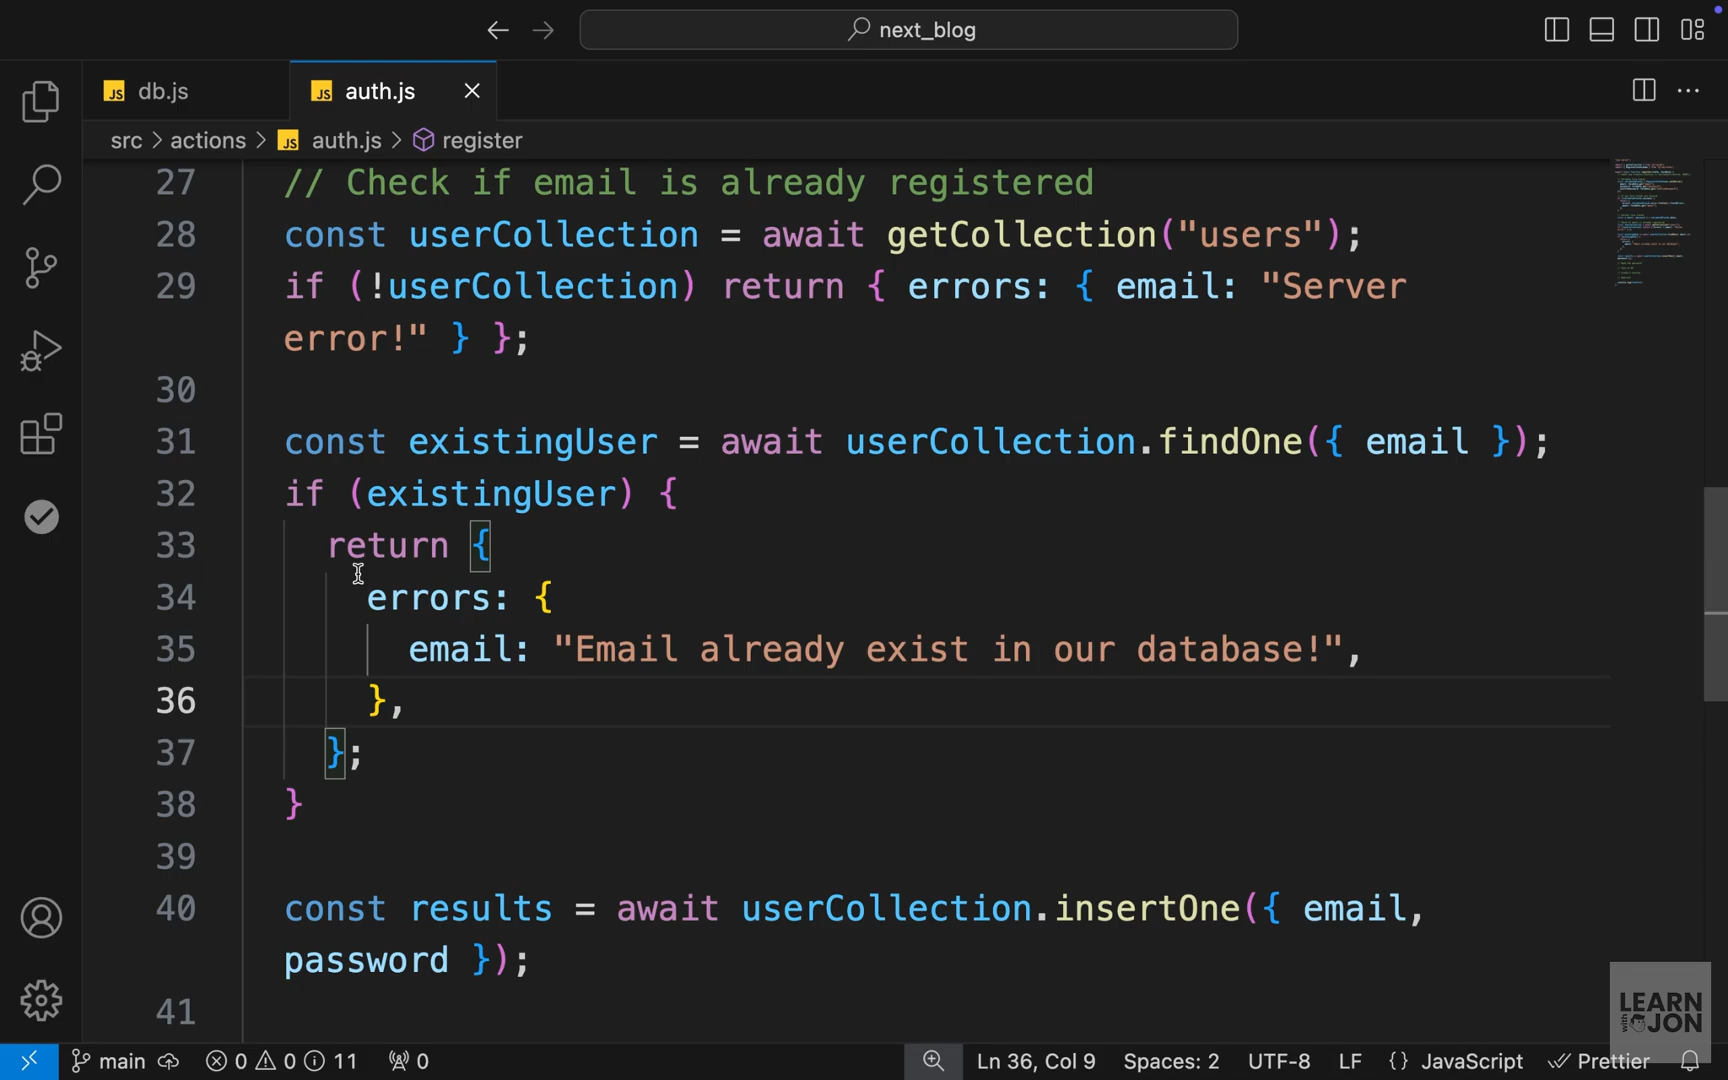 next_blog
db.js
auth.js
src > actions > auth.js > register
27 // Check if email is already registered
28 const userCollection = await getCollection("users");
29 if (!userCollection) return { errors: { email: "Server
error!" } };
30
31 const existingUser = await userCollection.findOne({ email });
32 if (existingUser) {
33 return {
34 errors: {
35 email: "Email already exist in our database!",
36 },
37 };
38 }
39
40 const results = await userCollection.insertOne({ email,
password });
41
LEARN
with JON
main 0 0 11 0 Ln 36, Col 9 Spaces: 2 UTF-8 LF {} JavaScript Prettier